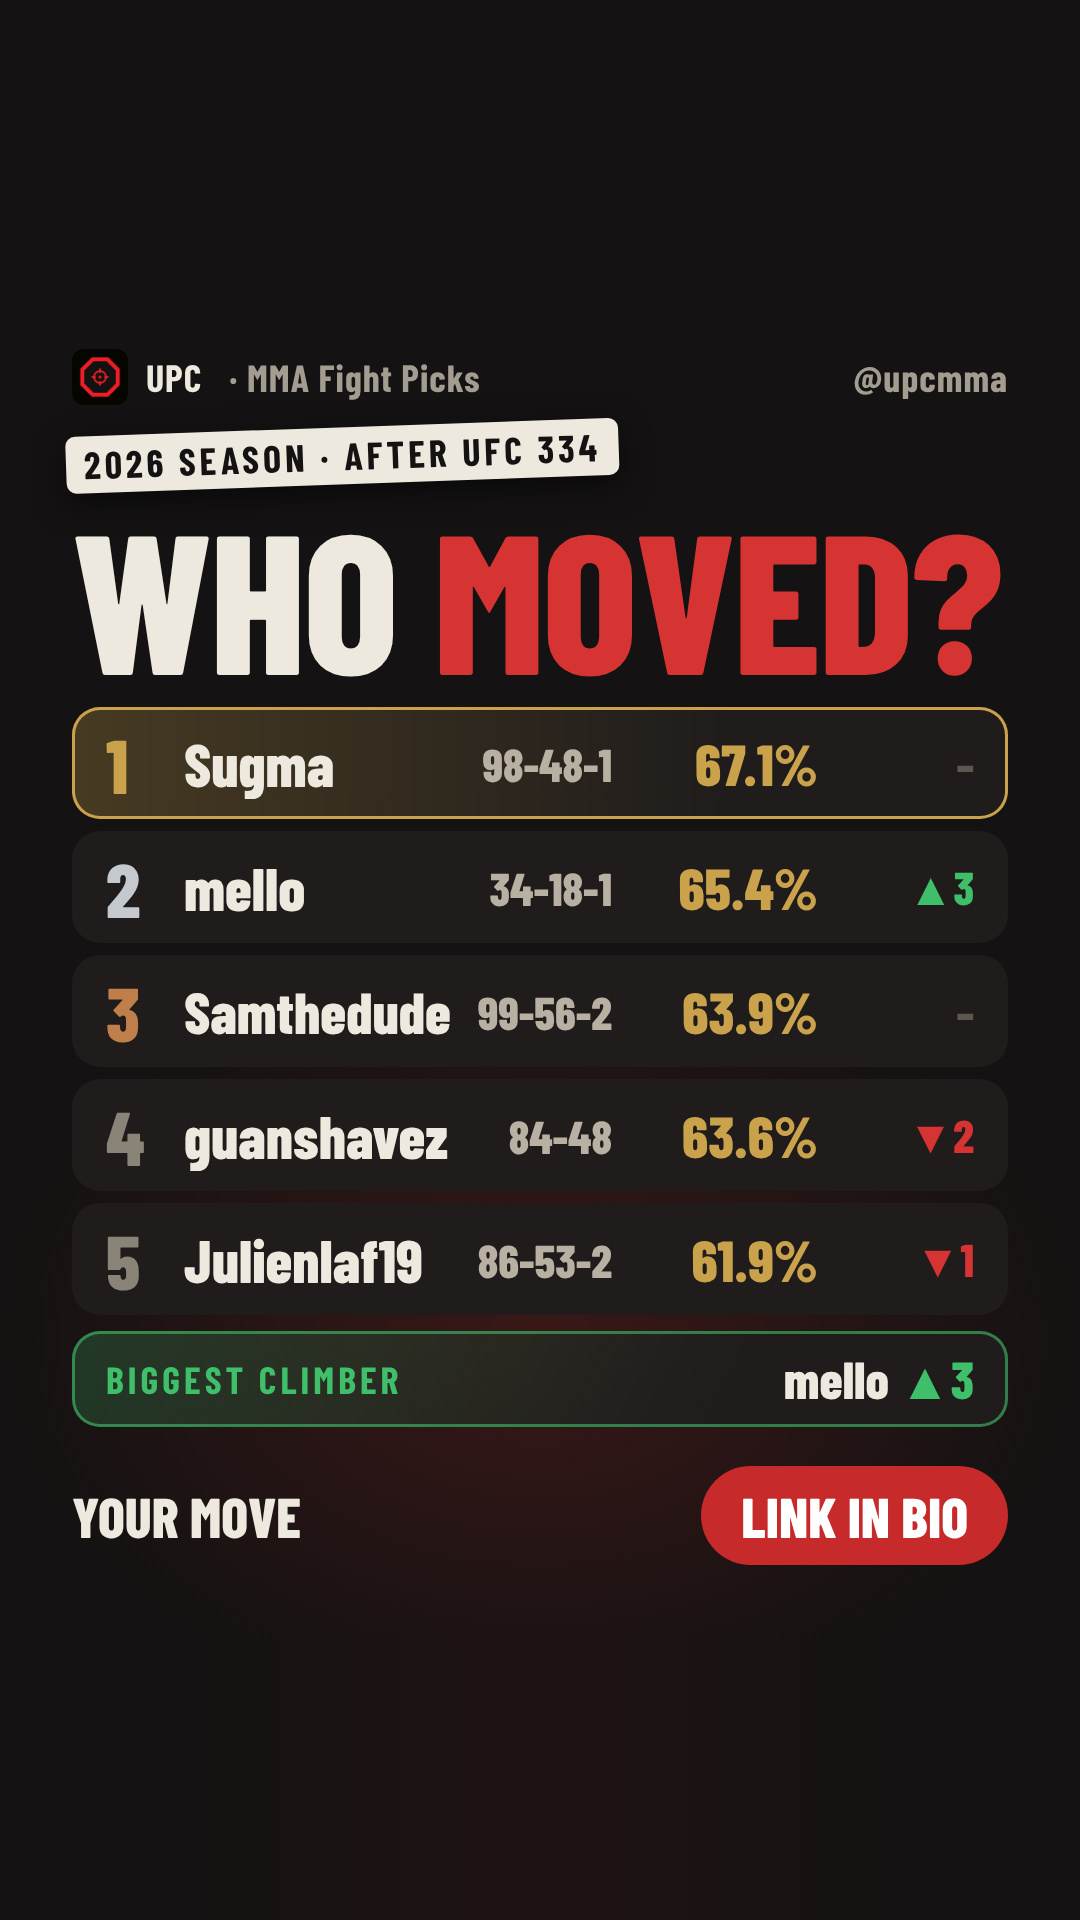 UPC · MMA Fight Picks @upcmma
2026 SEASON · AFTER UFC 334
WHO MOVED?
1 Sugma 98-48-1 67.1% -
2 mello 34-18-1 65.4% ▲3
3 Samthedude 99-56-2 63.9% -
4 guanshavez 84-48 63.6% ▼2
5 Julienlaf19 86-53-2 61.9% ▼1
BIGGEST CLIMBER mello ▲3
YOUR MOVE LINK IN BIO